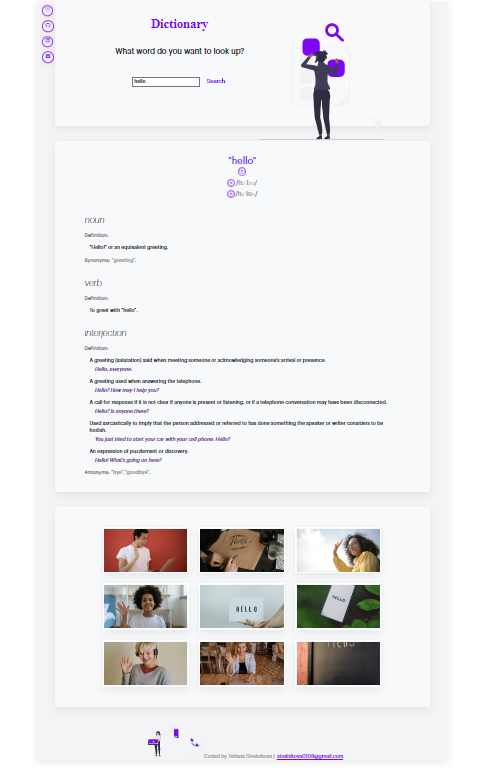 Dictionary
What word do you want to look up?
hello Search
"hello"
noun
Definition:
"Hello!" or an equivalent greeting.
Synonyms: "greeting".
verb
Definition:
To greet with "hello".
interjection
Definition:
A greeting (salutation) said when meeting someone or acknowledging someone's arrival or presence.
Hello, everyone.
A greeting used when answering the telephone.
Hello? How may I help you?
A call for response if it is not clear if anyone is present or listening, or if a telephone conversation may have been disconnected.
Hello? Is anyone there?
Used sarcastically to imply that the person addressed or referred to has done something the speaker or writer considers to be
foolish.
You just tried to start your car with your cell phone. Hello?
An expression of puzzlement or discovery.
Hello! What's going on here?
Antonyms: "bye","goodbye".
HELLO
HELLO
Hello
Coded by Tetiana Strelnikova | strelnikova0108@gmail.com